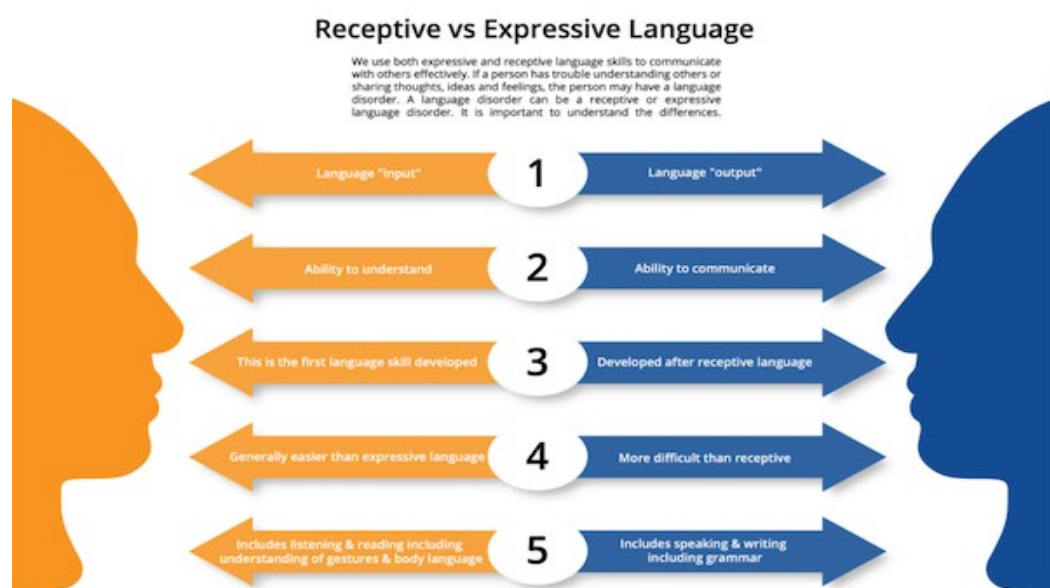 Receptive vs Expressive Language
We use both expressive and receptive language skills to communicate
with others effectively. If a person has trouble understanding others or
sharing thoughts, ideas and feelings, the person may have a language
disorder. A language disorder can be a receptive or expressive
language disorder. It is important to understand the differences.
Language "input"
1
Language "output"
Ability to understand
2
Ability to communicate
This is the first language skill developed
3
Developed after receptive language
Generally easier than expressive language
4
More difficult than receptive
Includes listening & reading including
understanding of gestures & body language
5
Includes speaking & writing
including grammar